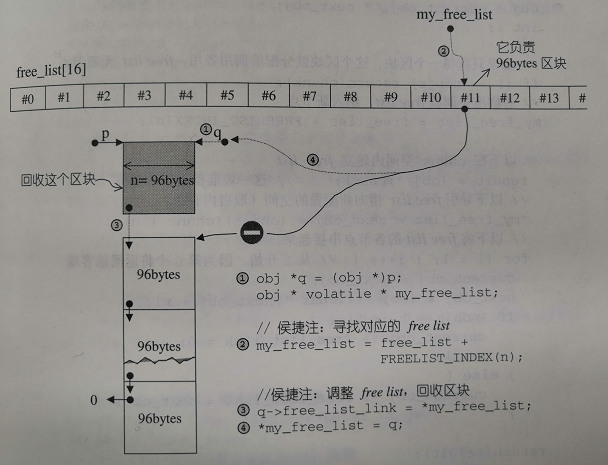 my_free_list
②
它负责
96bytes 区块
free_list[16]
#0 #1 #2 #3 #4 #5 #6 #7 #8 #9 #10 #11 #12 #13 #
p ① q
④
回收这个区块
n= 96bytes
③
96bytes
96bytes
0
96bytes
① obj *q = (obj *)p;
obj * volatile * my_free_list;
// 侯捷注：寻找对应的 free list
② my_free_list = free_list +
FREELIST_INDEX(n);
//侯捷注：调整 free list，回收区块
③ q->free_list_link = *my_free_list;
④ *my_free_list = q;